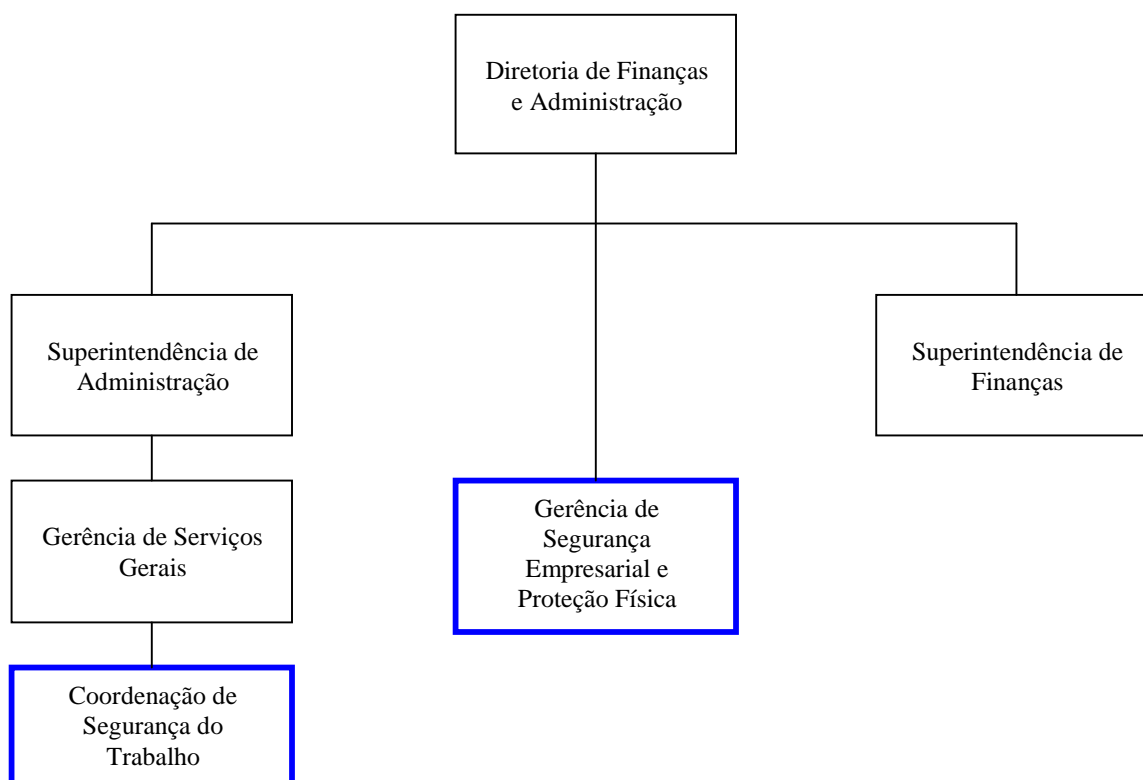 Diretoria de Finanças
e Administração
Superintendência de
Administração
Superintendência de
Finanças
Gerência de Serviços
Gerais
Gerência de
Segurança
Empresarial e
Proteção Física
Coordenação de
Segurança do
Trabalho